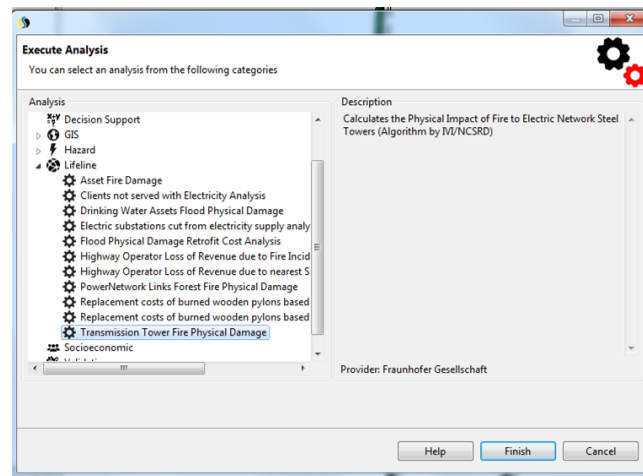 Execute Analysis
You can select an analysis from the following categories
Analysis
Decision Support
GIS
Hazard
Lifeline
Asset Fire Damage
Clients not served with Electricity Analysis
Drinking Water Assets Flood Physical Damage
Electric substations cut from electricity supply analy
Flood Physical Damage Retrofit Cost Analysis
Highway Operator Loss of Revenue due to Fire Incid
Highway Operator Loss of Revenue due to nearest S
PowerNetwork Links Forest Fire Physical Damage
Replacement costs of burned wooden pylons based
Replacement costs of burned wooden pylons based
Transmission Tower Fire Physical Damage
Socioeconomic
Description
Calculates the Physical Impact of Fire to Electric Network Steel
Towers (Algorithm by IVI/NCSRD)
Provider: Fraunhofer Gesellschaft
Help
Finish
Cancel